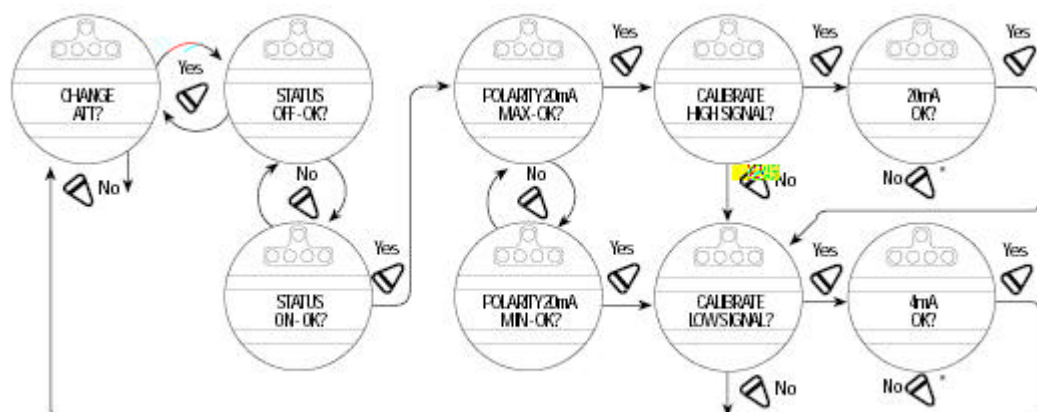 Yes
Yes
Yes
Yes
CHANGE
ATT?
STATUS
OFF-OK?
POLARITY 20mA
MAX-OK?
CALIBRATE
HIGH SIGNAL?
20mA
OK?
No
No
No
No
No *
Yes
Yes
Yes
Yes
STATUS
ON-OK?
POLARITY 20mA
MIN-OK?
CALIBRATE
LOW SIGNAL?
4mA
OK?
No
No *